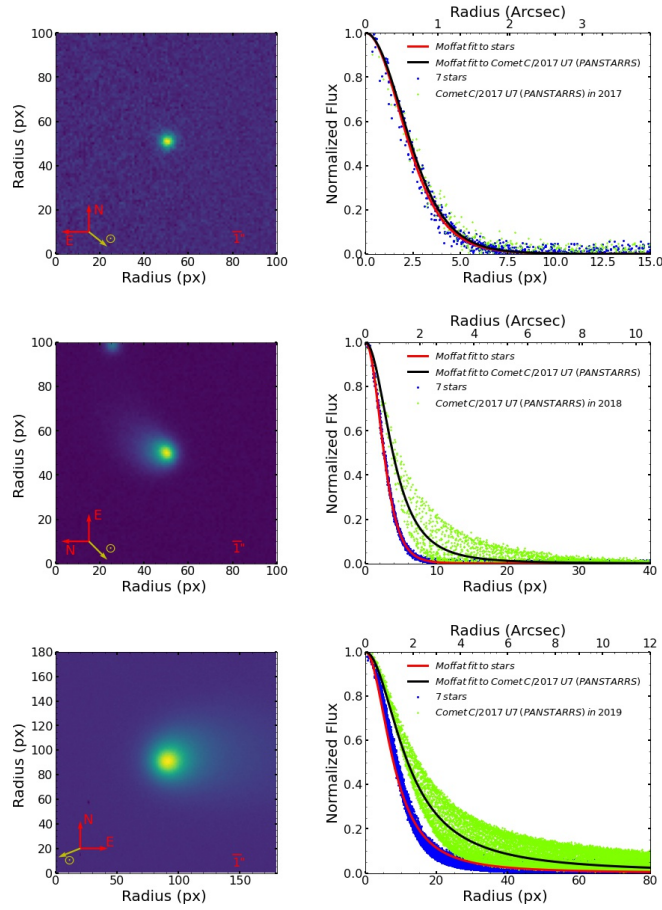 Radius (Arcsec)
0 1 2 3
100
80
60
40
20
0
Radius (px)
N
E
⊙
1"
0 20 40 60 80 100
Radius (px)
1.0
0.8
0.6
0.4
0.2
0.0
Normalized Flux
Moffat fit to stars
Moffat fit to Comet C/2017 U7 (PANSTARRS)
7 stars
Comet C/2017 U7 (PANSTARRS) in 2017
0.0 2.5 5.0 7.5 10.0 12.5 15.0
Radius (px)
Radius (Arcsec)
0 2 4 6 8 10
100
80
60
40
20
0
Radius (px)
E
N
⊙
1"
0 20 40 60 80 100
Radius (px)
1.0
0.8
0.6
0.4
0.2
0.0
Normalized Flux
Moffat fit to stars
Moffat fit to Comet C/2017 U7 (PANSTARRS)
7 stars
Comet C/2017 U7 (PANSTARRS) in 2018
0 10 20 30 40
Radius (px)
Radius (Arcsec)
0 2 4 6 8 10 12
180
160
140
120
100
80
60
40
20
0
Radius (px)
N
E
⊙
1"
0 50 100 150
Radius (px)
1.0
0.8
0.6
0.4
0.2
0.0
Normalized Flux
Moffat fit to stars
Moffat fit to Comet C/2017 U7 (PANSTARRS)
7 stars
Comet C/2017 U7 (PANSTARRS) in 2019
0 20 40 60 80
Radius (px)